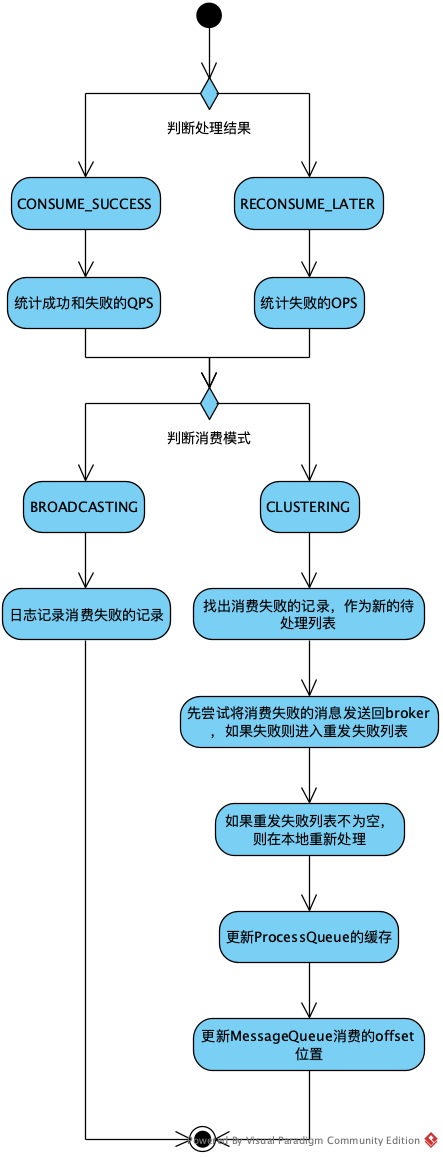 判断处理结果
CONSUME_SUCCESS
RECONSUME_LATER
统计成功和失败的QPS
统计失败的OPS
判断消费模式
BROADCASTING
CLUSTERING
日志记录消费失败的记录
找出消费失败的记录，作为新的待
处理列表
先尝试将消费失败的消息发送回broker
，如果失败则进入重发失败列表
如果重发失败列表不为空，
则在本地重新处理
更新ProcessQueue的缓存
更新MessageQueue消费的offset
位置
Powered By Visual Paradigm Community Edition